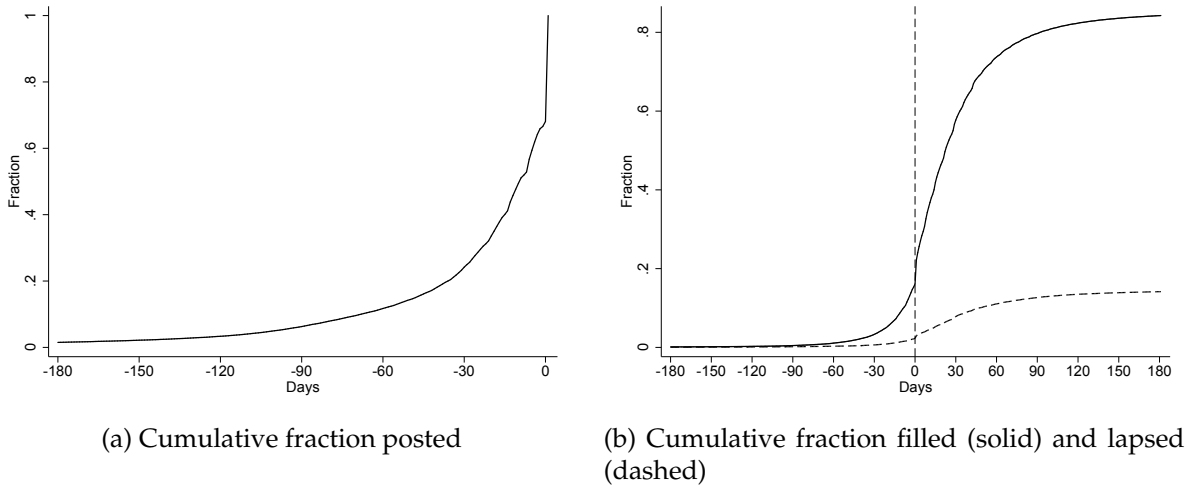 1
.8
.6
.4
.2
0
Fraction
-180 -150 -120 -90 -60 -30 0
Days
(a) Cumulative fraction posted
.8
.6
.4
.2
0
Fraction
-180 -150 -120 -90 -60 -30 0 30 60 90 120 150 180
Days
(b) Cumulative fraction filled (solid) and lapsed
(dashed)